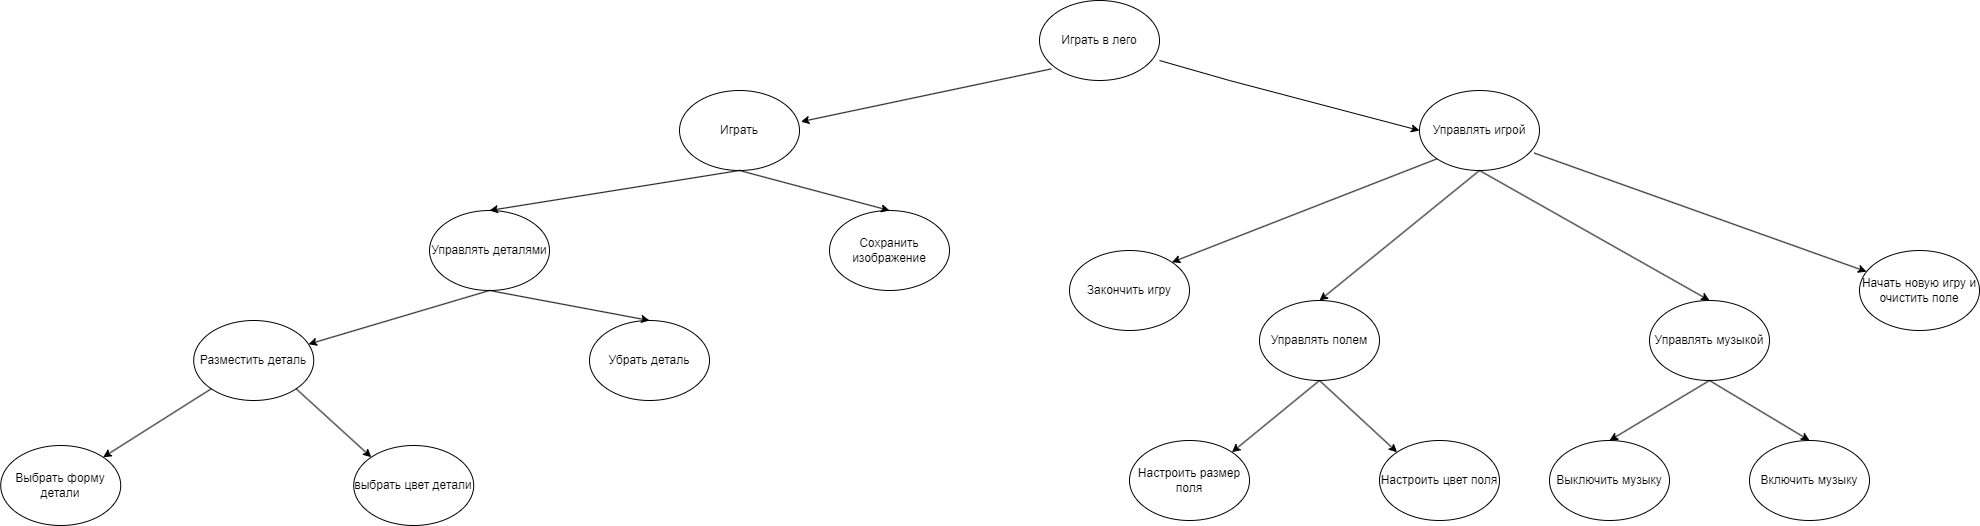 Играть в лего
Играть
Управлять игрой
Управлять деталями
Сохранить
изображение
Закончить игру
Начать новую игру и
очистить поле
Разместить деталь
Убрать деталь
Управлять полем
Управлять музыкой
Выбрать форму
детали
выбрать цвет детали
Настроить размер
поля
Настроить цвет поля
Выключить музыку
Включить музыку